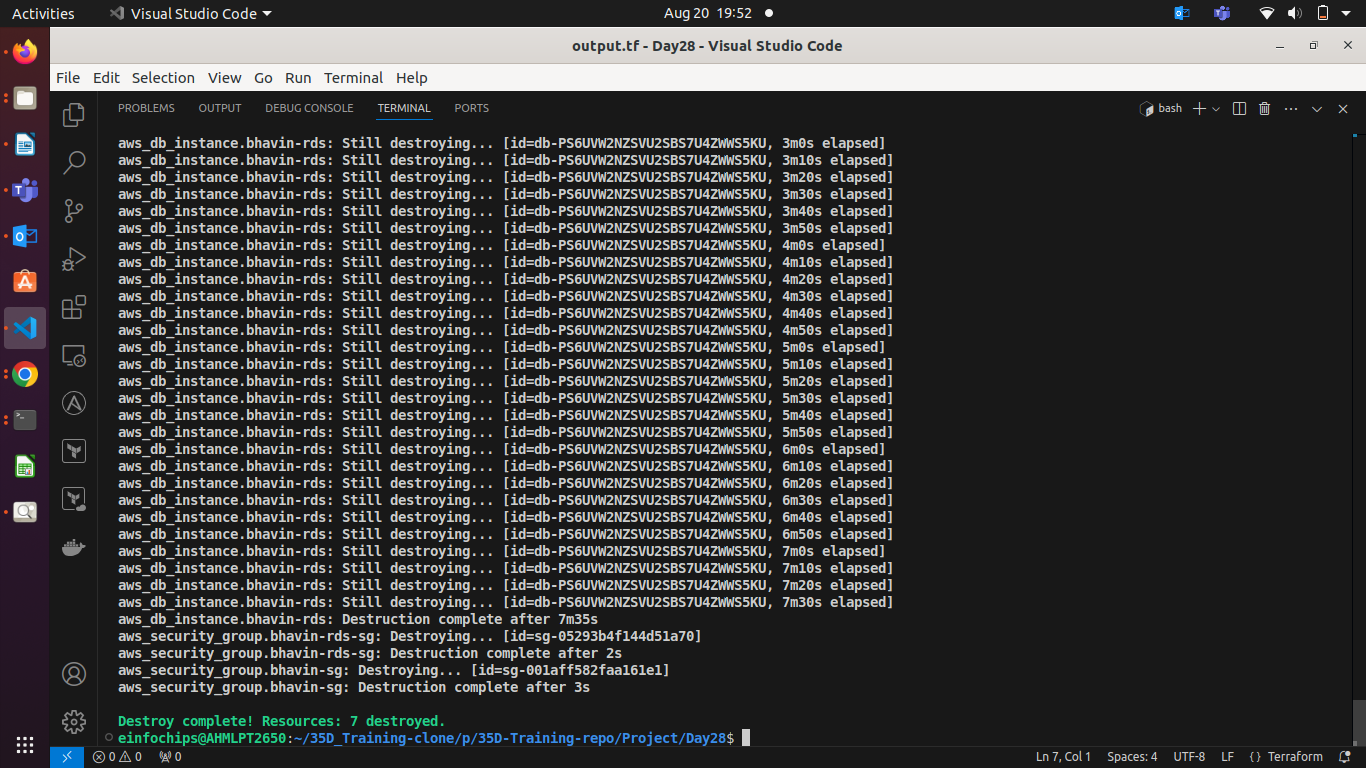 Activities
Visual Studio Code
Aug 20 19:52
output.tf - Day28 - Visual Studio Code
File Edit Selection View Go Run Terminal Help
PROBLEMS OUTPUT DEBUG CONSOLE TERMINAL PORTS
bash
aws_db_instance.bhavin-rds: Still destroying... [id=db-PS6UVW2NZSVU2SBS7U4ZWWS5KU, 3m0s elapsed]
aws_db_instance.bhavin-rds: Still destroying... [id=db-PS6UVW2NZSVU2SBS7U4ZWWS5KU, 3m10s elapsed]
aws_db_instance.bhavin-rds: Still destroying... [id=db-PS6UVW2NZSVU2SBS7U4ZWWS5KU, 3m20s elapsed]
aws_db_instance.bhavin-rds: Still destroying... [id=db-PS6UVW2NZSVU2SBS7U4ZWWS5KU, 3m30s elapsed]
aws_db_instance.bhavin-rds: Still destroying... [id=db-PS6UVW2NZSVU2SBS7U4ZWWS5KU, 3m40s elapsed]
aws_db_instance.bhavin-rds: Still destroying... [id=db-PS6UVW2NZSVU2SBS7U4ZWWS5KU, 3m50s elapsed]
aws_db_instance.bhavin-rds: Still destroying... [id=db-PS6UVW2NZSVU2SBS7U4ZWWS5KU, 4m0s elapsed]
aws_db_instance.bhavin-rds: Still destroying... [id=db-PS6UVW2NZSVU2SBS7U4ZWWS5KU, 4m10s elapsed]
aws_db_instance.bhavin-rds: Still destroying... [id=db-PS6UVW2NZSVU2SBS7U4ZWWS5KU, 4m20s elapsed]
aws_db_instance.bhavin-rds: Still destroying... [id=db-PS6UVW2NZSVU2SBS7U4ZWWS5KU, 4m30s elapsed]
aws_db_instance.bhavin-rds: Still destroying... [id=db-PS6UVW2NZSVU2SBS7U4ZWWS5KU, 4m40s elapsed]
aws_db_instance.bhavin-rds: Still destroying... [id=db-PS6UVW2NZSVU2SBS7U4ZWWS5KU, 4m50s elapsed]
aws_db_instance.bhavin-rds: Still destroying... [id=db-PS6UVW2NZSVU2SBS7U4ZWWS5KU, 5m0s elapsed]
aws_db_instance.bhavin-rds: Still destroying... [id=db-PS6UVW2NZSVU2SBS7U4ZWWS5KU, 5m10s elapsed]
aws_db_instance.bhavin-rds: Still destroying... [id=db-PS6UVW2NZSVU2SBS7U4ZWWS5KU, 5m20s elapsed]
aws_db_instance.bhavin-rds: Still destroying... [id=db-PS6UVW2NZSVU2SBS7U4ZWWS5KU, 5m30s elapsed]
aws_db_instance.bhavin-rds: Still destroying... [id=db-PS6UVW2NZSVU2SBS7U4ZWWS5KU, 5m40s elapsed]
aws_db_instance.bhavin-rds: Still destroying... [id=db-PS6UVW2NZSVU2SBS7U4ZWWS5KU, 5m50s elapsed]
aws_db_instance.bhavin-rds: Still destroying... [id=db-PS6UVW2NZSVU2SBS7U4ZWWS5KU, 6m0s elapsed]
aws_db_instance.bhavin-rds: Still destroying... [id=db-PS6UVW2NZSVU2SBS7U4ZWWS5KU, 6m10s elapsed]
aws_db_instance.bhavin-rds: Still destroying... [id=db-PS6UVW2NZSVU2SBS7U4ZWWS5KU, 6m20s elapsed]
aws_db_instance.bhavin-rds: Still destroying... [id=db-PS6UVW2NZSVU2SBS7U4ZWWS5KU, 6m30s elapsed]
aws_db_instance.bhavin-rds: Still destroying... [id=db-PS6UVW2NZSVU2SBS7U4ZWWS5KU, 6m40s elapsed]
aws_db_instance.bhavin-rds: Still destroying... [id=db-PS6UVW2NZSVU2SBS7U4ZWWS5KU, 6m50s elapsed]
aws_db_instance.bhavin-rds: Still destroying... [id=db-PS6UVW2NZSVU2SBS7U4ZWWS5KU, 7m0s elapsed]
aws_db_instance.bhavin-rds: Still destroying... [id=db-PS6UVW2NZSVU2SBS7U4ZWWS5KU, 7m10s elapsed]
aws_db_instance.bhavin-rds: Still destroying... [id=db-PS6UVW2NZSVU2SBS7U4ZWWS5KU, 7m20s elapsed]
aws_db_instance.bhavin-rds: Still destroying... [id=db-PS6UVW2NZSVU2SBS7U4ZWWS5KU, 7m30s elapsed]
aws_db_instance.bhavin-rds: Destruction complete after 7m35s
aws_security_group.bhavin-rds-sg: Destroying... [id=sg-05293b4f144d51a70]
aws_security_group.bhavin-rds-sg: Destruction complete after 2s
aws_security_group.bhavin-sg: Destroying... [id=sg-001aff582faa161e1]
aws_security_group.bhavin-sg: Destruction complete after 3s
Destroy complete! Resources: 7 destroyed.
einfochips@AHMLPT2650:~/35D_Training-clone/p/35D-Training-repo/Project/Day28$
0 0 0 Ln 7, Col 1 Spaces: 4 UTF-8 LF { } Terraform